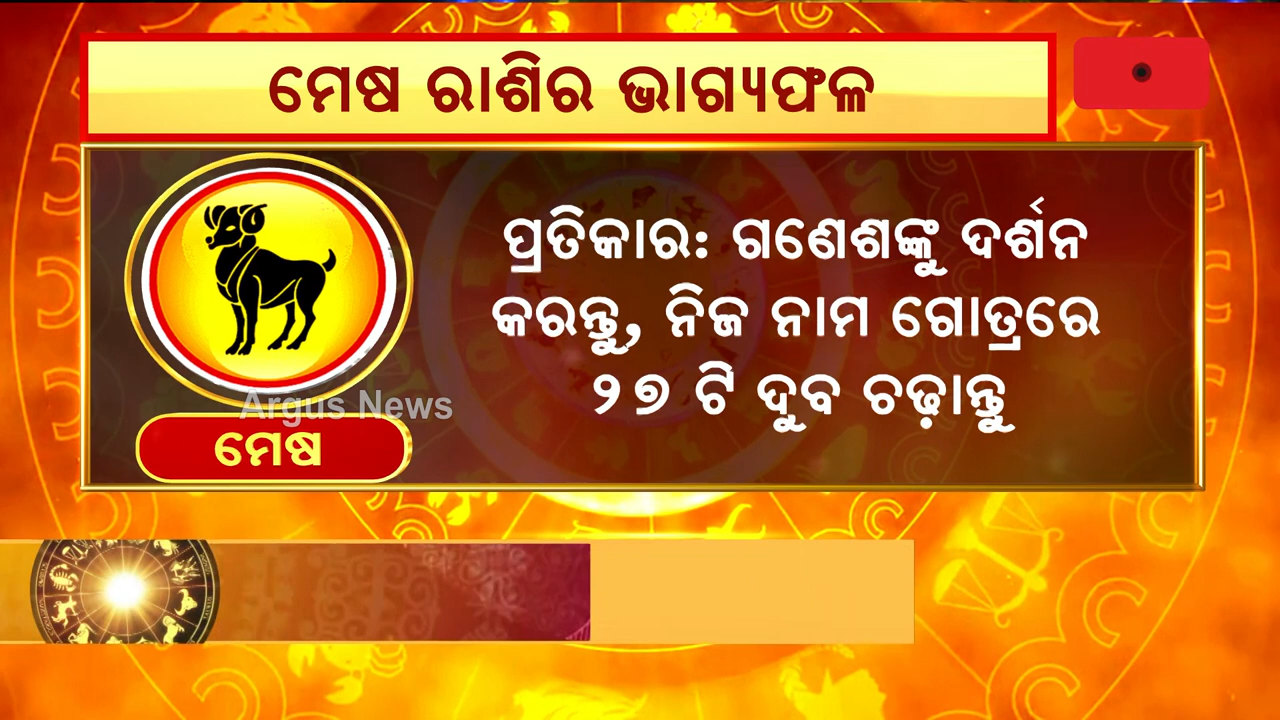 ମେଷ ରାଶିର ଭାଗ୍ୟଫଳ
ପ୍ରତିକାର: ଗଣେଶଙ୍କୁ ଦର୍ଶନ
କରନ୍ତୁ, ନିଜ ନାମ ଗୋତ୍ରରେ
୨୭ ଟି ଦୁବ ଚଢ଼ାନ୍ତୁ
Argus News
ମେଷ